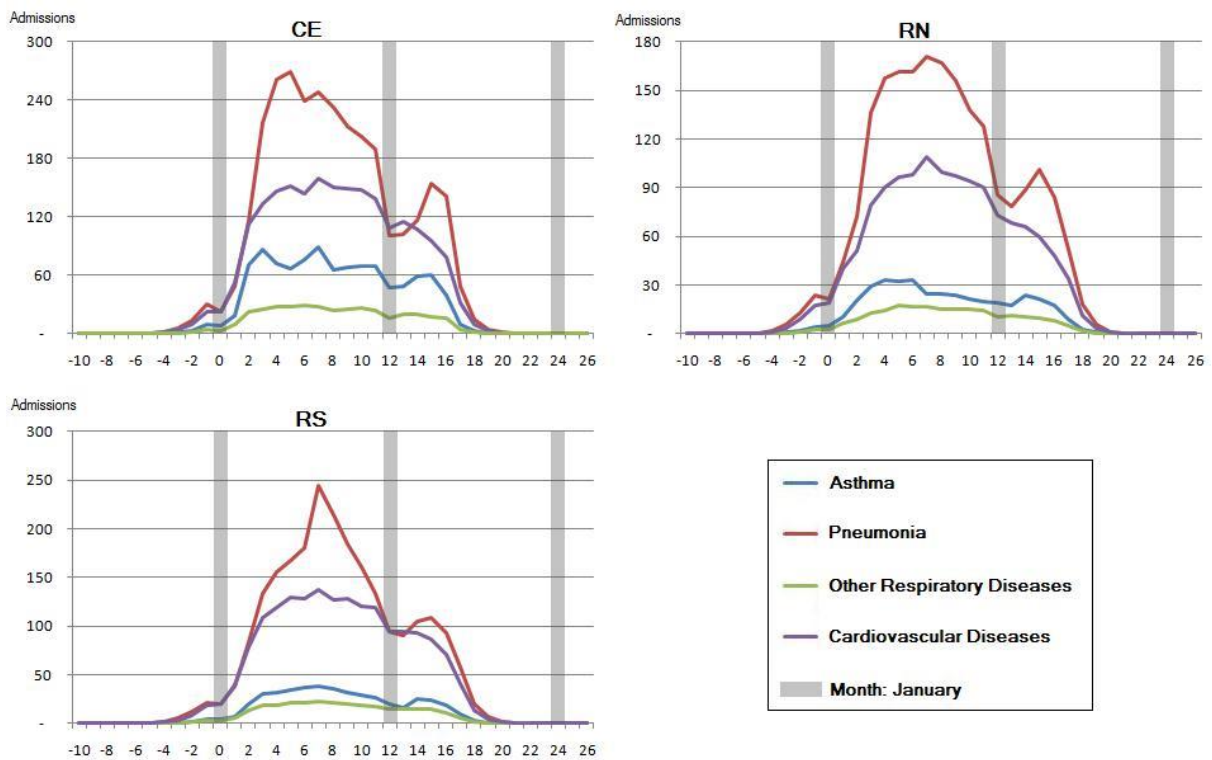 Admissions
CE
300
240
180
120
60
-
-10 -8 -6 -4 -2 0 2 4 6 8 10 12 14 16 18 20 22 24 26
Admissions
RN
180
150
120
90
60
30
-
-10 -8 -6 -4 -2 0 2 4 6 8 10 12 14 16 18 20 22 24 26
Admissions
RS
300
250
200
150
100
50
-
-10 -8 -6 -4 -2 0 2 4 6 8 10 12 14 16 18 20 22 24 26
Asthma
Pneumonia
Other Respiratory Diseases
Cardiovascular Diseases
Month: January